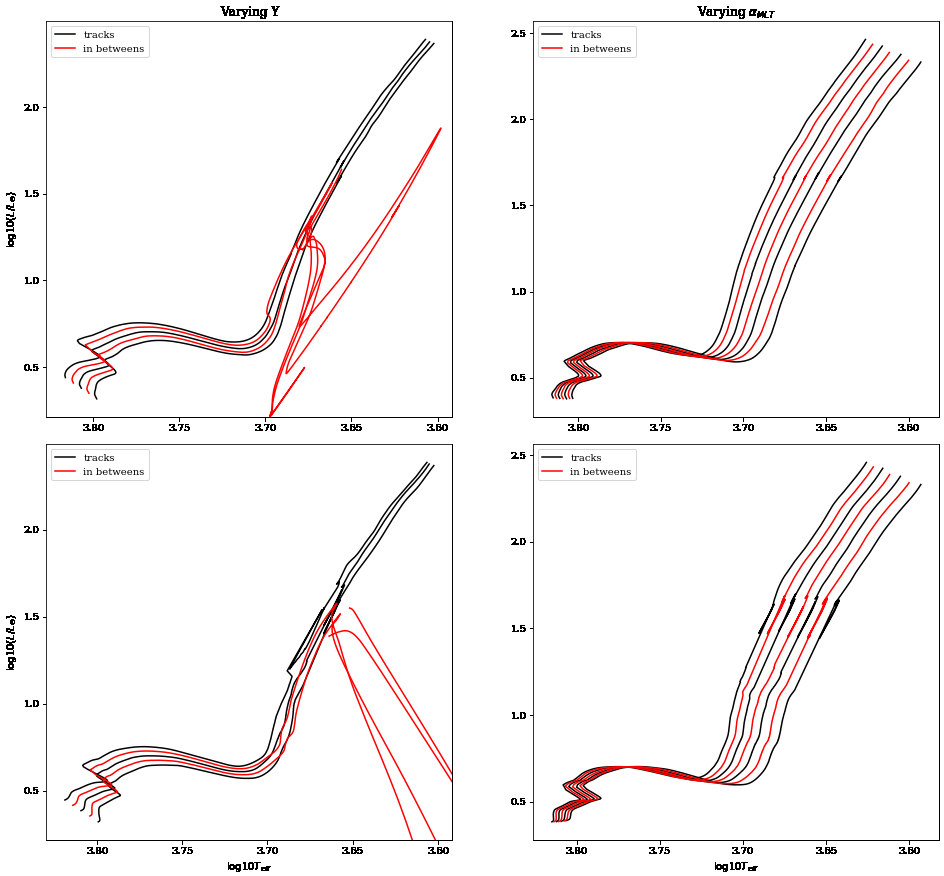 Varying Y
tracks
in betweens
2.0
1.5
1.0
0.5
3.80
3.75
3.70
3.65
3.60
log10(L/Le)
Varying α_MLT
tracks
in betweens
2.5
2.0
1.5
1.0
0.5
3.80
3.75
3.70
3.65
3.60
tracks
in betweens
2.0
1.5
1.0
0.5
3.80
3.75
3.70
3.65
3.60
log10(L/Le)
log10T_eff
tracks
in betweens
2.5
2.0
1.5
1.0
0.5
3.80
3.75
3.70
3.65
3.60
log10T_eff